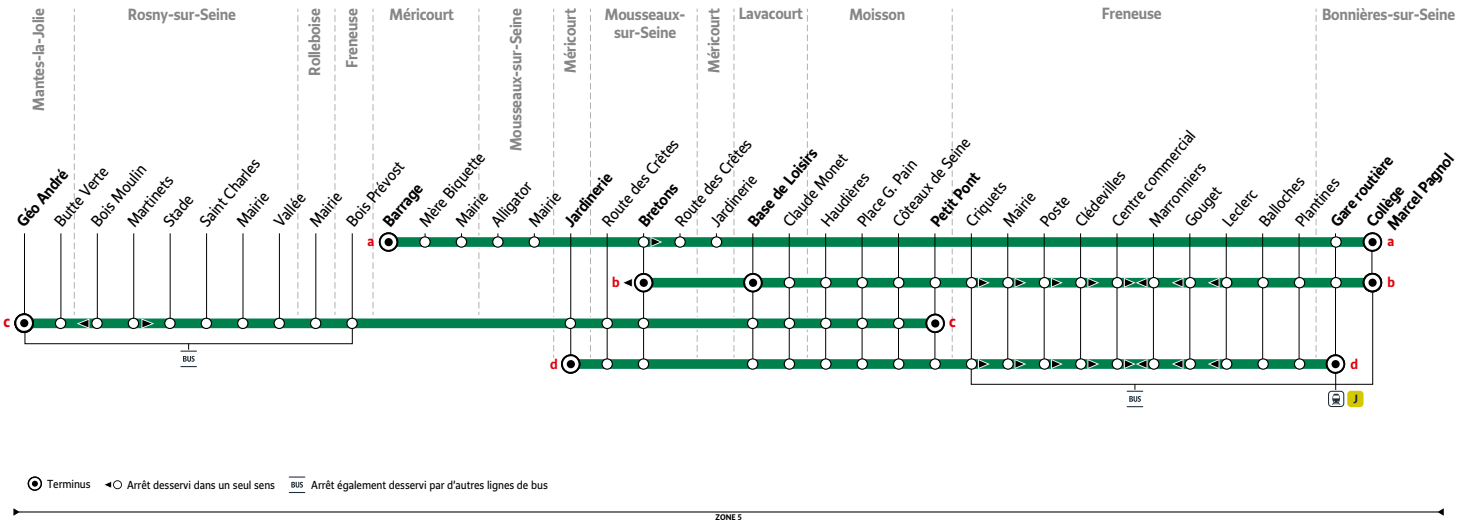 Mantes-la-Jolie
Rosny-sur-Seine
Rolleboise
Freneuse
Méricourt
Mousseaux-sur-Seine
Méricourt
Mousseaux-
sur-Seine
Méricourt
Lavacourt
Moisson
Freneuse
Bonnières-sur-Seine
Géo André
Butte Verte
Bois Moulin
Martinets
Stade
Saint Charles
Mairie
Vallée
Mairie
Bois Prévost
Barrage
Mère Biquette
Mairie
Alligator
Mairie
Jardinerie
Route des Crêtes
Bretons
Route des Crêtes
Jardinerie
Base de Loisirs
Claude Monet
Haudières
Place G. Pain
Côteaux de Seine
Petit Pont
Criquets
Mairie
Poste
Clédevilles
Centre commercial
Marronniers
Gouget
Leclerc
Balloches
Plantines
Gare routière
Collège
Marcel Pagnol
a a
b b
c c
d d
BUS
BUS
J
Terminus Arrêt desservi dans un seul sens BUS Arrêt également desservi par d'autres lignes de bus
ZONE 5